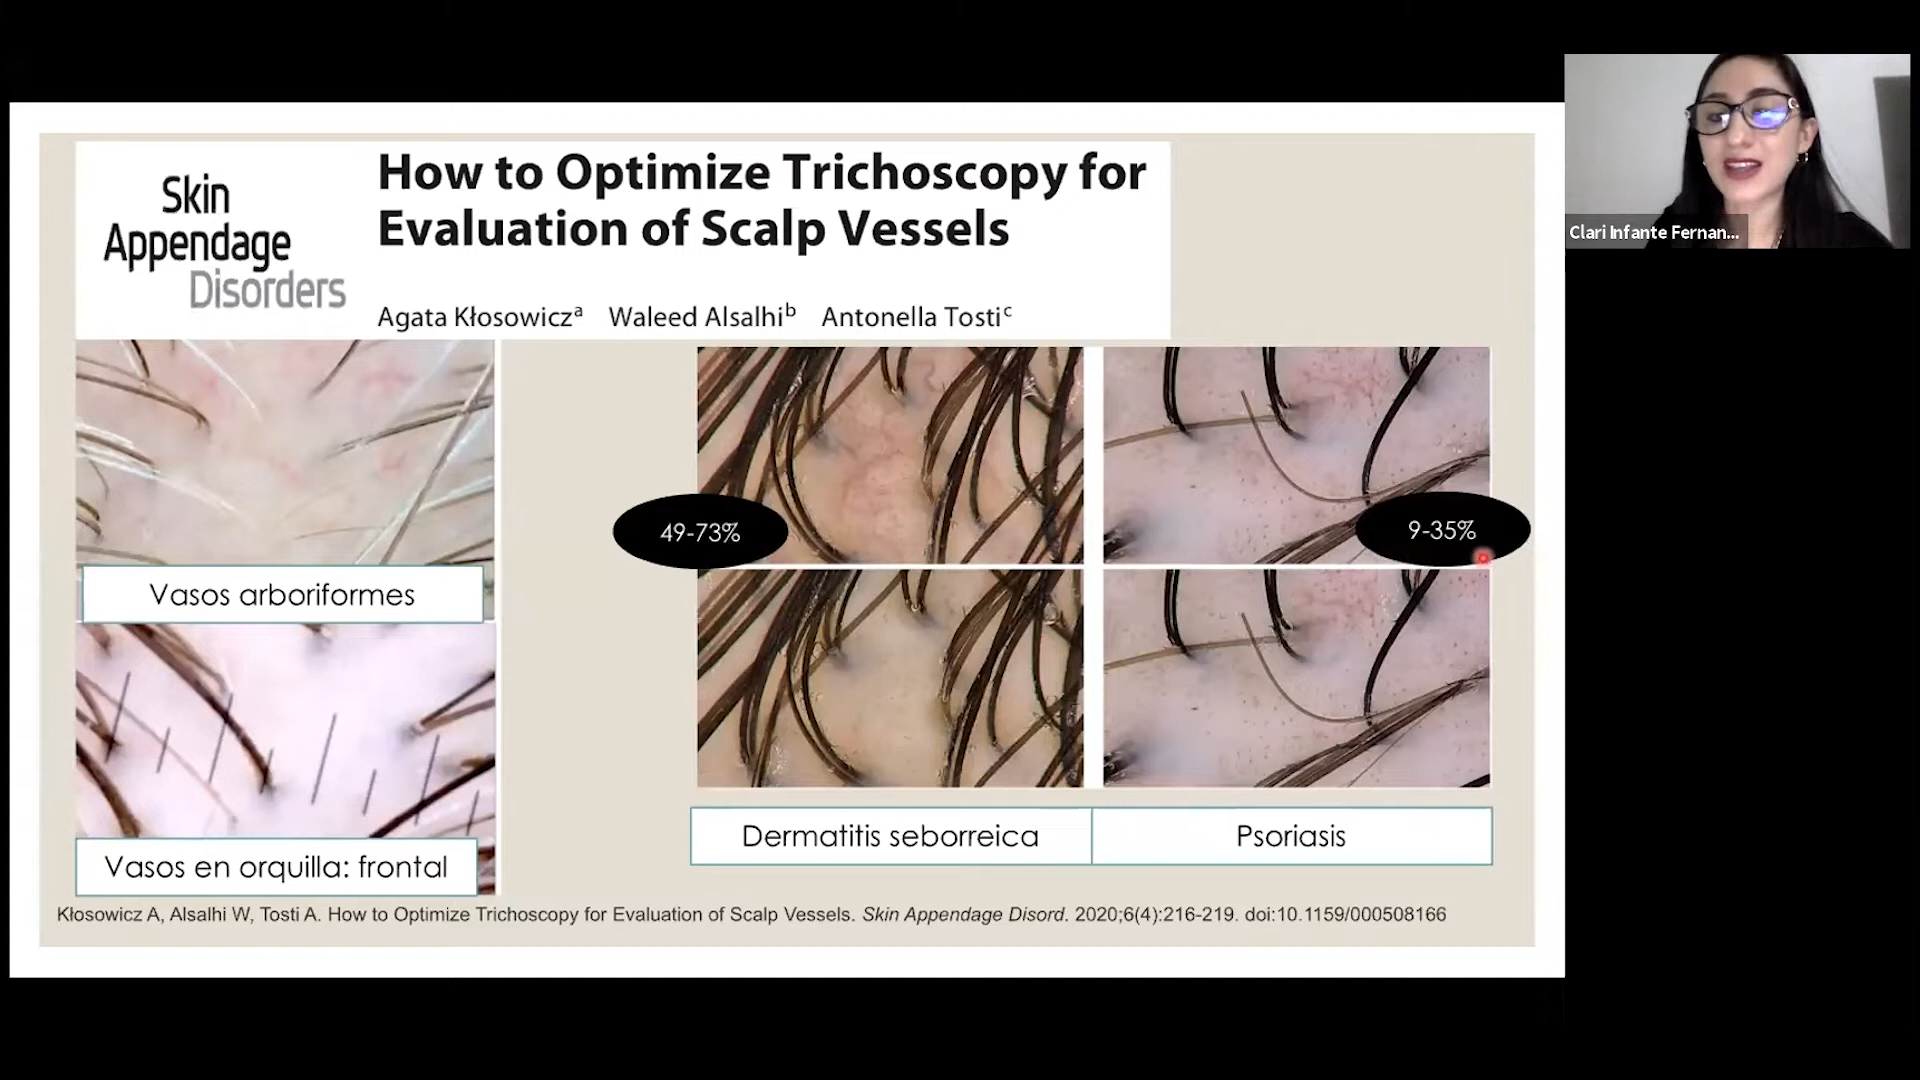 Skin
Appendage
Disorders
How to Optimize Trichoscopy for
Evaluation of Scalp Vessels
Agata Kłosowiczᵃ Waleed Alsalhiᵇ Antonella Tostiᶜ
Clari Infante Fernan...
49-73%
9-35%
Vasos arboriformes
Vasos en orquilla: frontal
Dermatitis seborreica
Psoriasis
Kłosowicz A, Alsalhi W, Tosti A. How to Optimize Trichoscopy for Evaluation of Scalp Vessels. Skin Appendage Disord. 2020;6(4):216-219. doi:10.1159/000508166